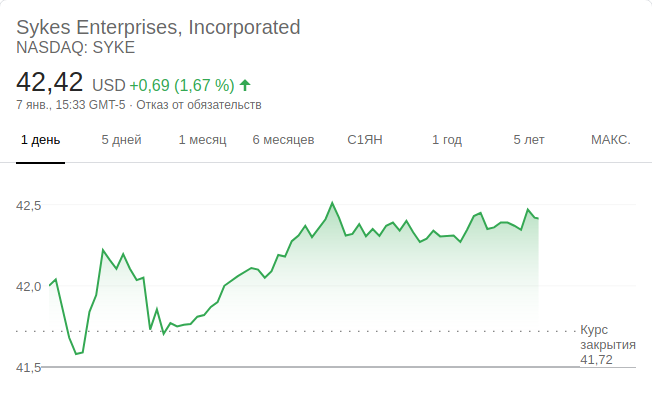 Sykes Enterprises, Incorporated
NASDAQ: SYKE
42,42 USD +0,69 (1,67 %)
7 янв., 15:33 GMT-5 · Отказ от обязательств
1 день 5 дней 1 месяц 6 месяцев С1ЯН 1 год 5 лет МАКС.
42,5
42,0
Курс
закрытия
41,72
41,5